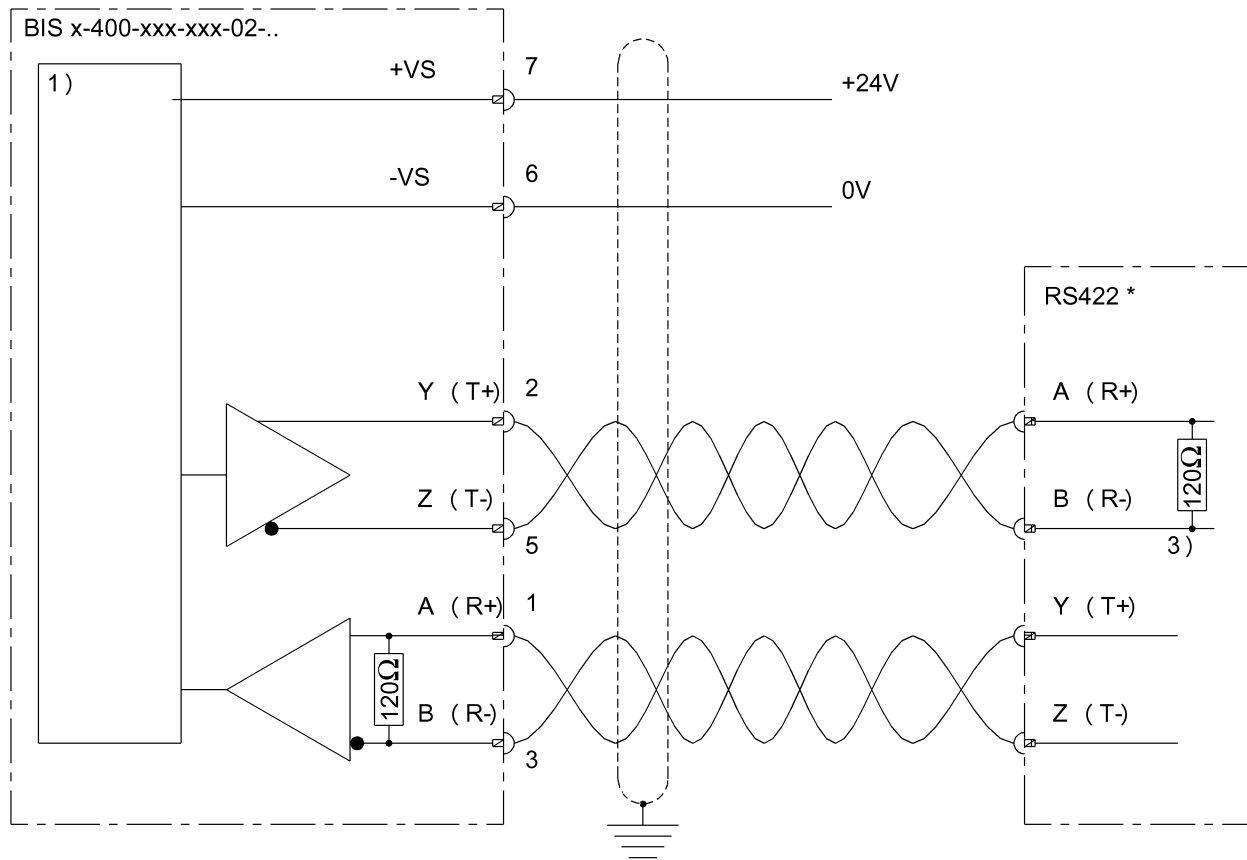 BIS x-400-xxx-xxx-02-..
1)
+VS
7
+24V
-VS
6
0V
RS422 *
Y (T+)
2
A (R+)
120Ω
Z (T-)
5
B (R-)
3)
A (R+)
1
Y (T+)
120Ω
B (R-)
3
Z (T-)